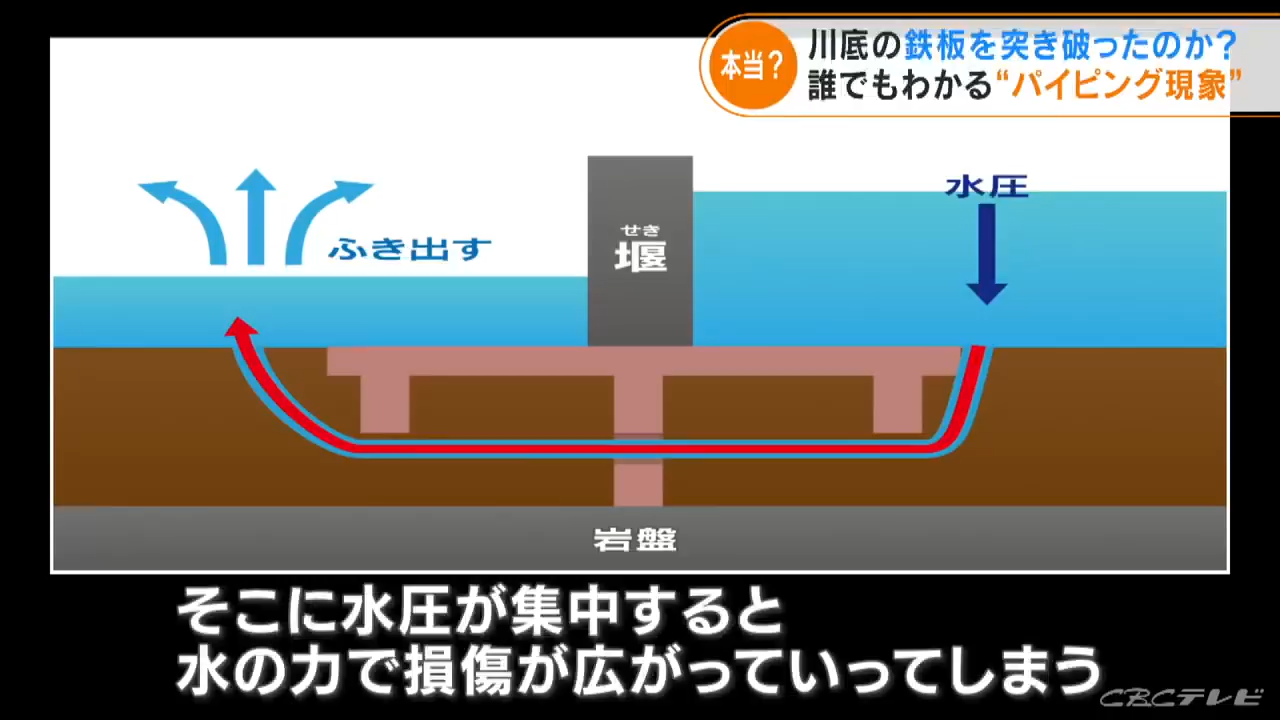 本当？
川底の鉄板を突き破ったのか？
誰でもわかる“パイピング現象”
水圧
ふき出す
せき
堰
岩盤
そこに水圧が集中すると
水の力で損傷が広がっていってしまう
CBCテレビ